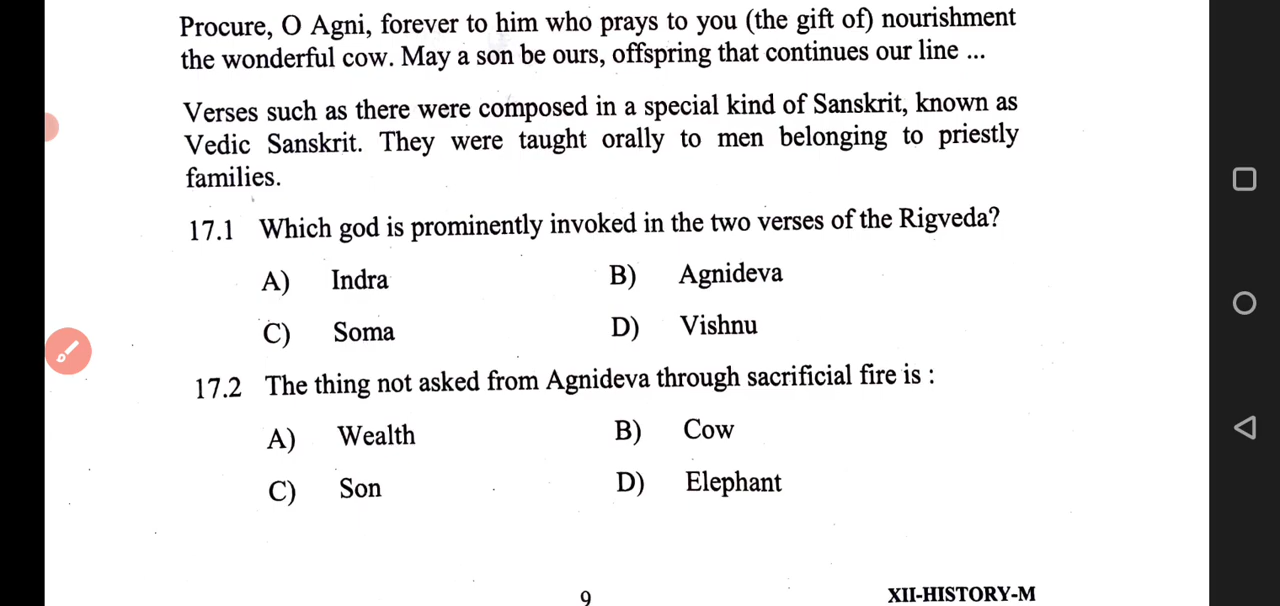 Procure, O Agni, forever to him who prays to you (the gift of) nourishment
the wonderful cow. May a son be ours, offspring that continues our line ...
Verses such as there were composed in a special kind of Sanskrit, known as
Vedic Sanskrit. They were taught orally to men belonging to priestly
families.
17.1 Which god is prominently invoked in the two verses of the Rigveda?
A) Indra B) Agnideva
C) Soma D) Vishnu
17.2 The thing not asked from Agnideva through sacrificial fire is :
A) Wealth B) Cow
C) Son D) Elephant
9 XII-HISTORY-M